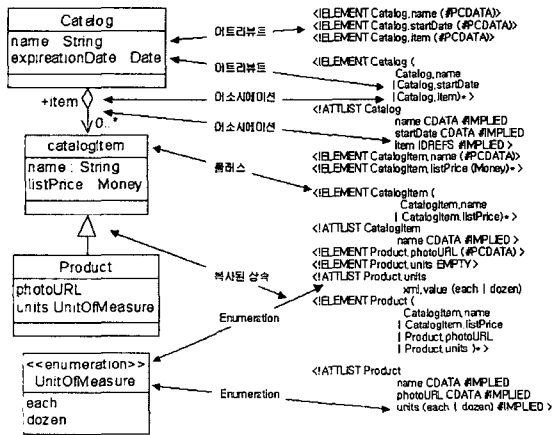 Catalog
name String
expireationDate Date
+item
0..*
catalogItem
name : String
listPrice Money
Product
photoURL
units UnitOfMeasure
<<enumeration>>
UnitOfMeasure
each
dozen
어트리뷰트
어트리뷰트
어소시에이션
어소시에이션
클래스
복사된 상속
Enumeration
Enumeration
<!ELEMENT Catalog,name (#PCDATA)>
<!ELEMENT Catalog,startDate (#PCDATA)>
<!ELEMENT Catalog,item (#PCDATA)>
<!ELEMENT Catalog (
Catalog,name
| Catalog,startDate
| Catalog,item)*>
<!ATTLIST Catalog
name CDATA #IMPLIED
startDate CDATA #IMPLIED
item IDREFS #IMPLIED >
<!ELEMENT CatalogItem,name (#PCDATA)>
<!ELEMENT CatalogItem,listPrice (Money)*>
<!ELEMENT CatalogItem (
CatalogItem,name
| CatalogItem,listPrice)*>
<!ATTLIST CatalogItem
name CDATA #IMPLIED >
<!ELEMENT Product,photoURL (#PCDATA)>
<!ELEMENT Product,units EMPTY>
<!ATTLIST Product,units
xmi,value (each | dozen)
<!ELEMENT Product (
CatalogItem,name
| CatalogItem,listPrice
| Product,photoURL
| Product,units )*>
<!ATTLIST Product
name CDATA #IMPLIED
photoURL CDATA #IMPLIED
units (each | dozen) #IMPLIED >